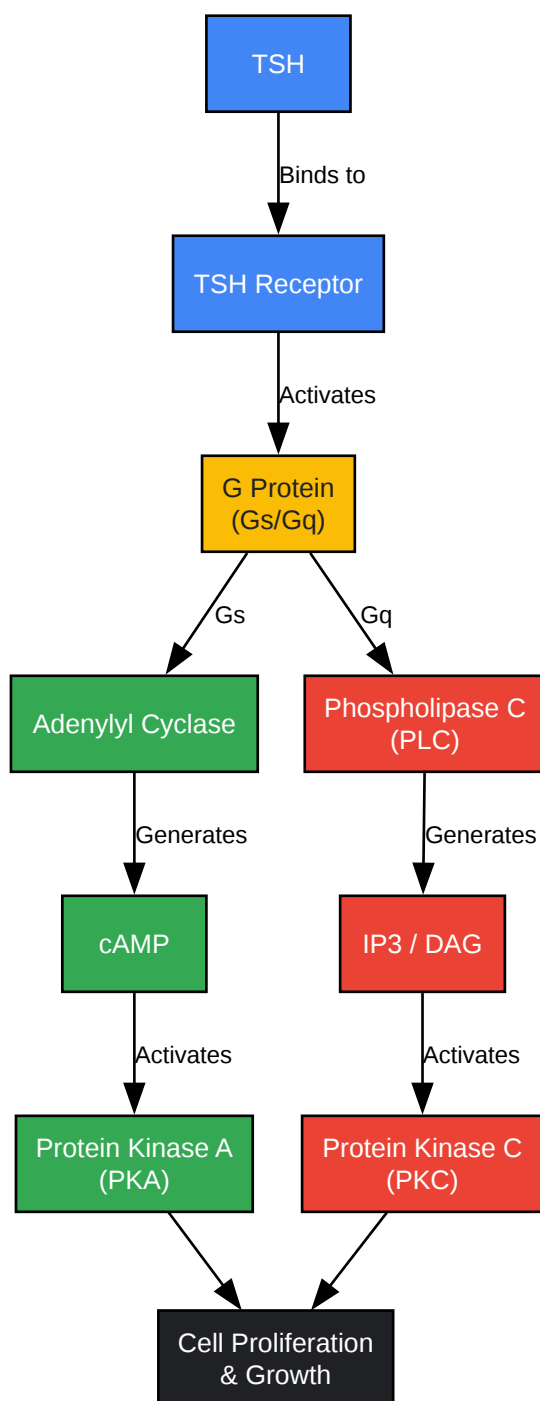 TSH
Binds to
TSH Receptor
Activates
G Protein
(Gs/Gq)
Gs
Gq
Adenylyl Cyclase
Phospholipase C
(PLC)
Generates
Generates
cAMP
IP3 / DAG
Activates
Activates
Protein Kinase A
(PKA)
Protein Kinase C
(PKC)
Cell Proliferation
& Growth